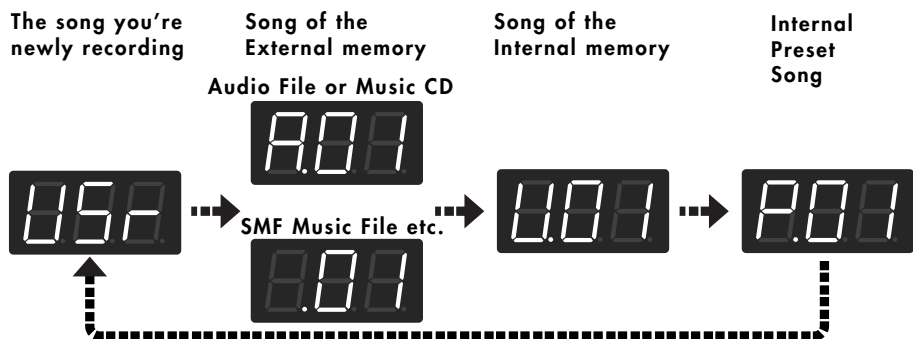 The song you're
newly recording
Song of the
External memory
Audio File or Music CD
A.01
SMF Music File etc.
.01
Song of the
Internal memory
Internal
Preset
Song
USr
U.01
P.01